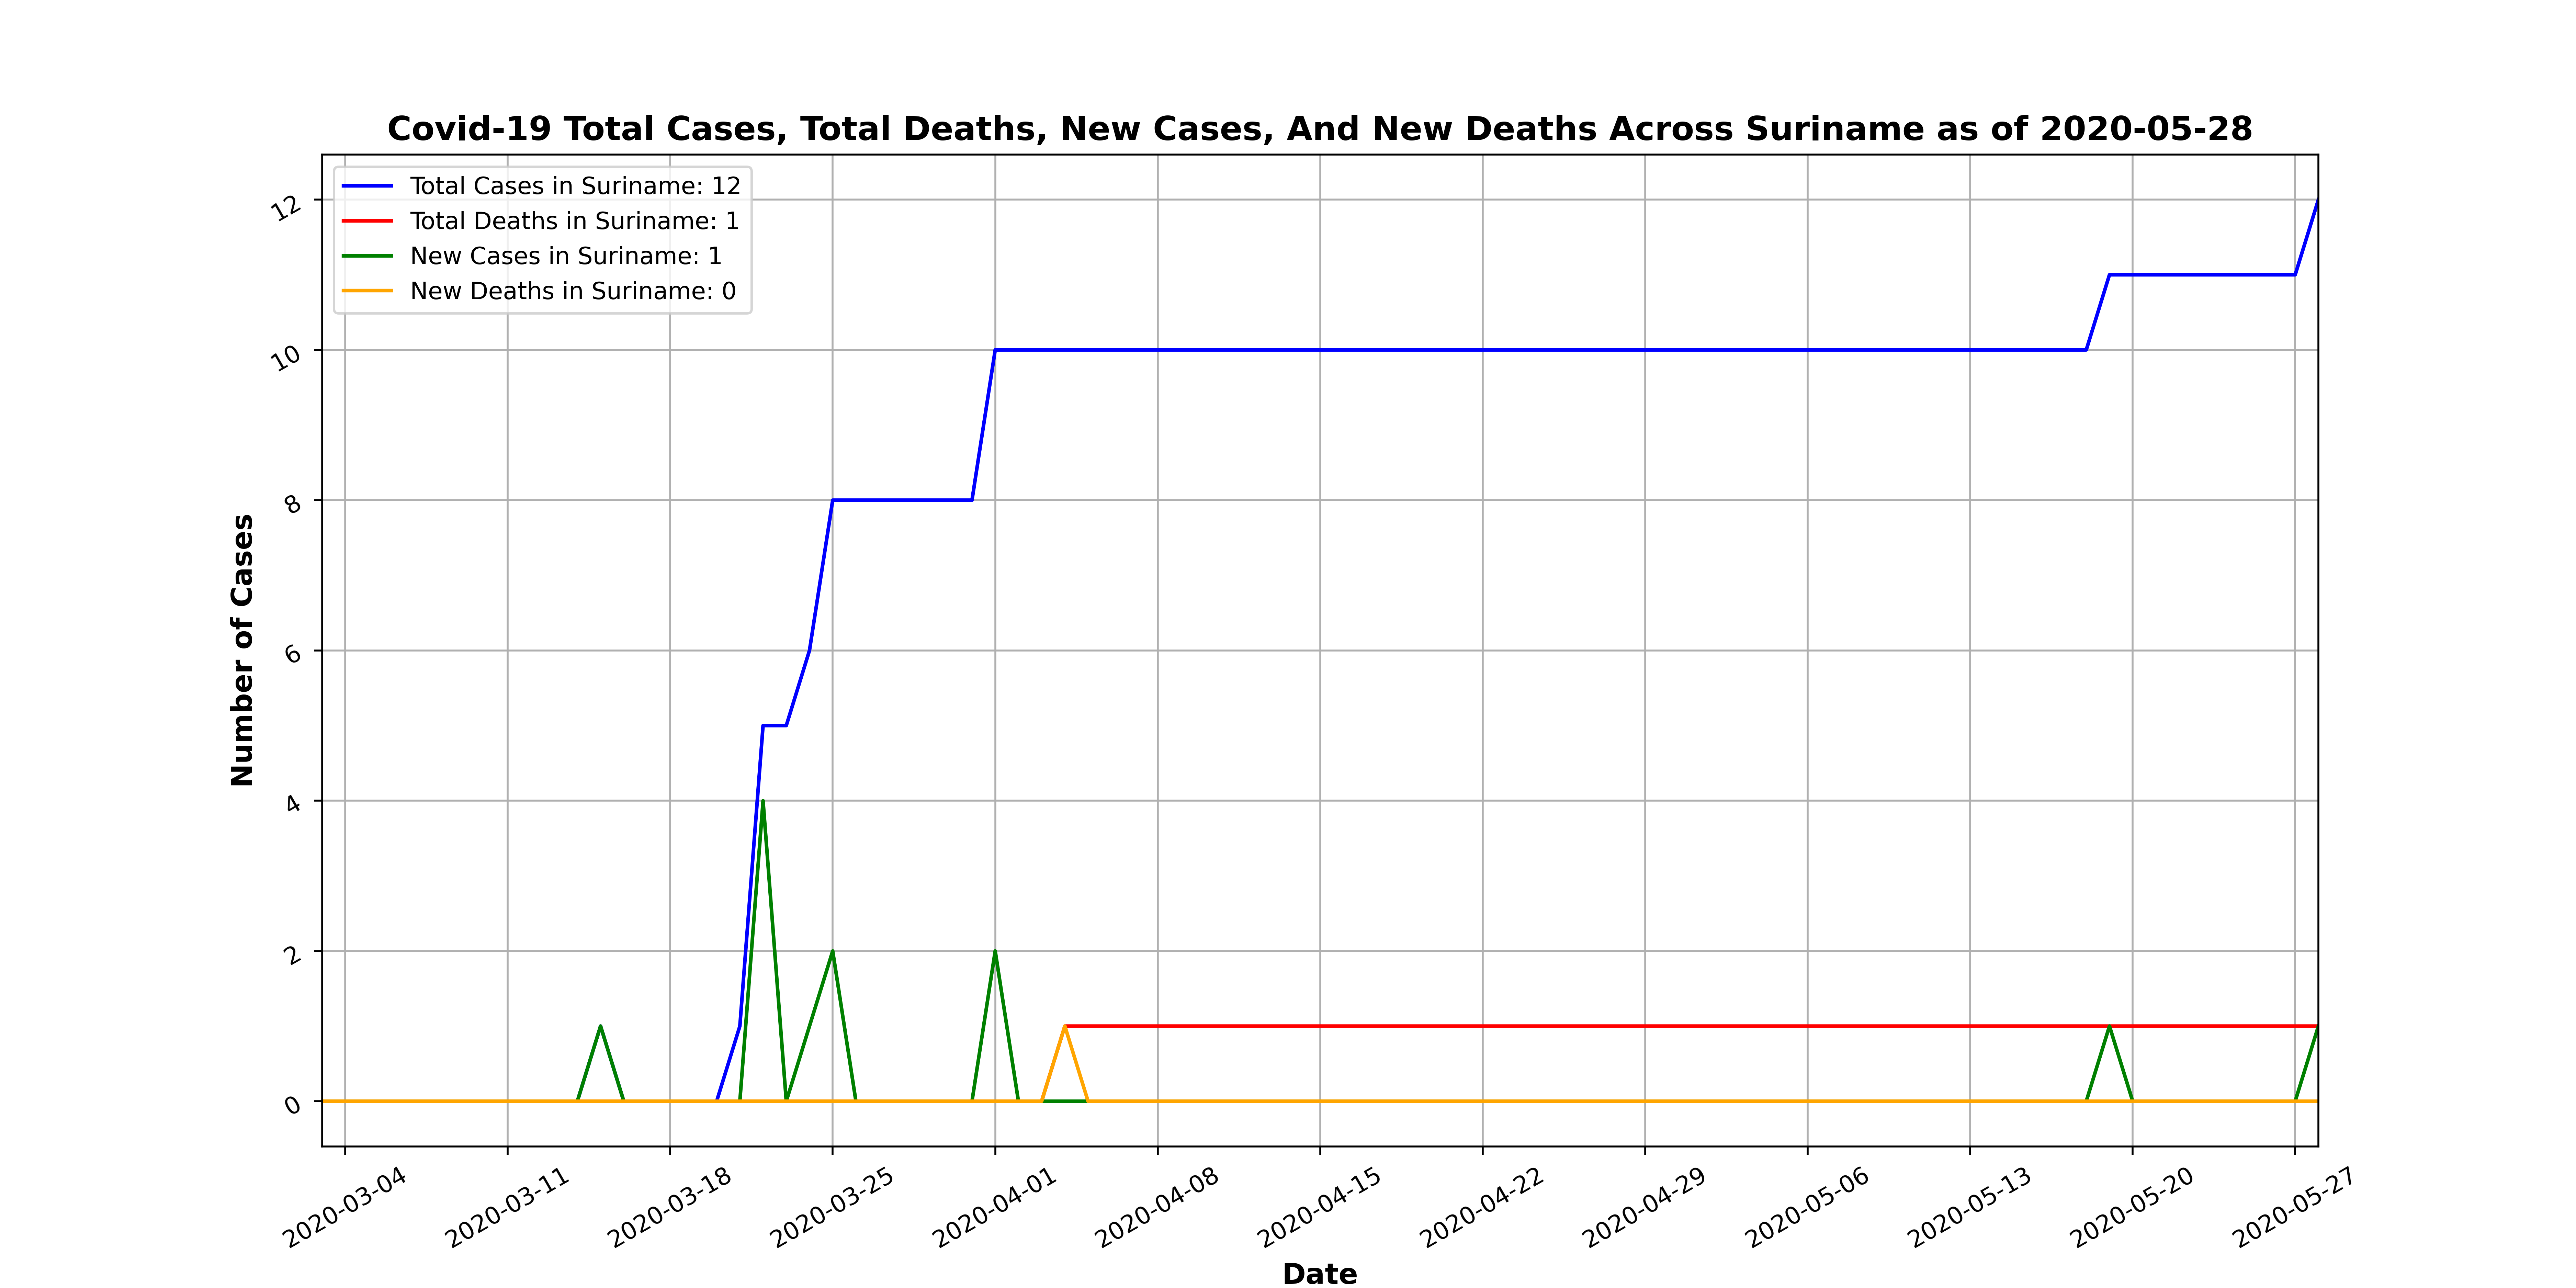 Covid-19 Total Cases, Total Deaths, New Cases, And New Deaths Across Suriname as of 2020-05-28
Total Cases in Suriname: 12
Total Deaths in Suriname: 1
New Cases in Suriname: 1
New Deaths in Suriname: 0
Number of Cases
12
10
8
6
4
2
0
2020-03-04
2020-03-11
2020-03-18
2020-03-25
2020-04-01
2020-04-08
2020-04-15
2020-04-22
2020-04-29
2020-05-06
2020-05-13
2020-05-20
2020-05-27
Date